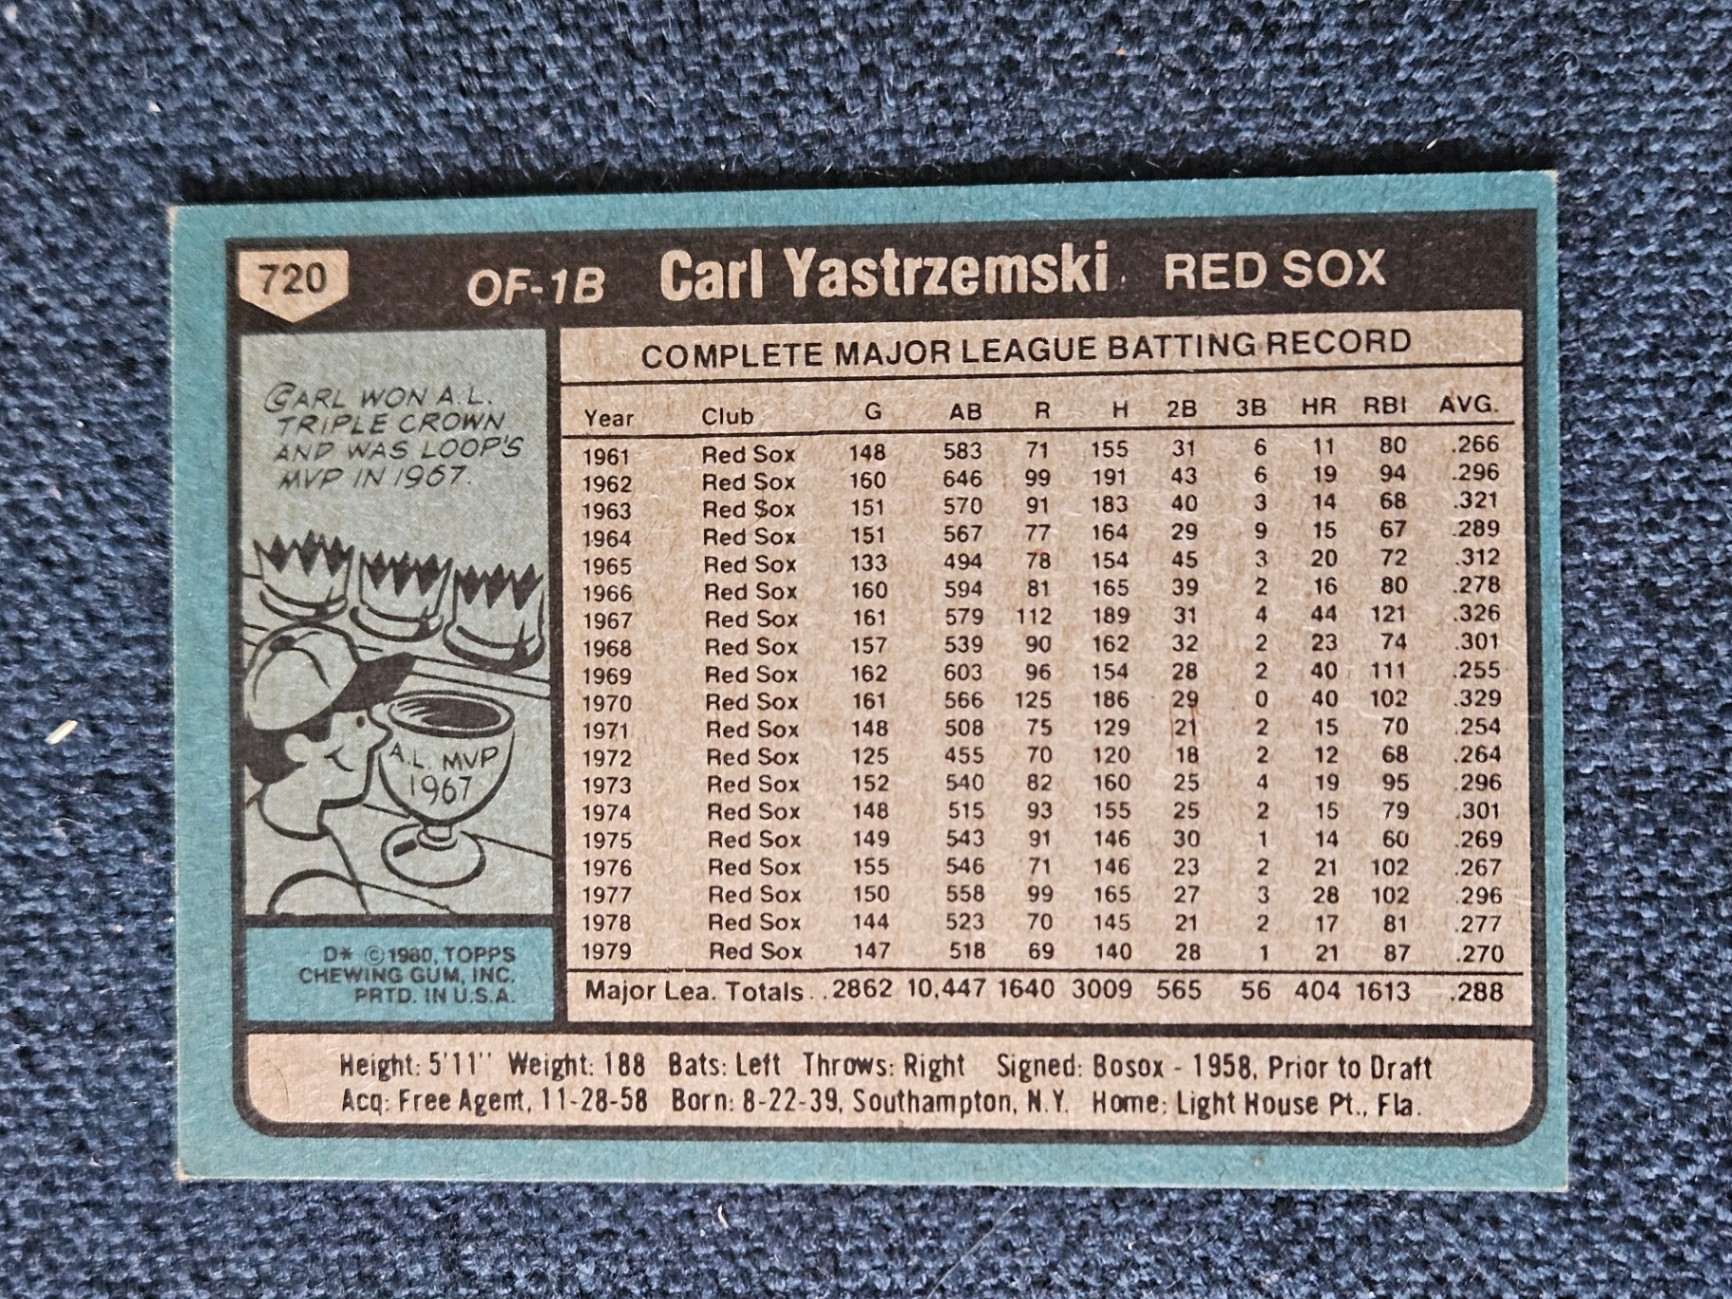 720 OF-1B Carl Yastrzemski RED SOX
CARL WON A.L.
TRIPLE CROWN
AND WAS LOOP'S
MVP IN 1967.
A.L. MVP
1967
D* ©1980, TOPPS
CHEWING GUM, INC.
PRTD. IN U.S.A.
COMPLETE MAJOR LEAGUE BATTING RECORD
Year Club G AB R H 2B 3B HR RBI AVG.
1961 Red Sox 148 583 71 155 31 6 11 80 .266
1962 Red Sox 160 646 99 191 43 6 19 94 .296
1963 Red Sox 151 570 91 183 40 3 14 68 .321
1964 Red Sox 151 567 77 164 29 9 15 67 .289
1965 Red Sox 133 494 78 154 45 3 20 72 .312
1966 Red Sox 160 594 81 165 39 2 16 80 .278
1967 Red Sox 161 579 112 189 31 4 44 121 .326
1968 Red Sox 157 539 90 162 32 2 23 74 .301
1969 Red Sox 162 603 96 154 28 2 40 111 .255
1970 Red Sox 161 566 125 186 29 0 40 102 .329
1971 Red Sox 148 508 75 129 21 2 15 70 .254
1972 Red Sox 125 455 70 120 18 2 12 68 .264
1973 Red Sox 152 540 82 160 25 4 19 95 .296
1974 Red Sox 148 515 93 155 25 2 15 79 .301
1975 Red Sox 149 543 91 146 30 1 14 60 .269
1976 Red Sox 155 546 71 146 23 2 21 102 .267
1977 Red Sox 150 558 99 165 27 3 28 102 .296
1978 Red Sox 144 523 70 145 21 2 17 81 .277
1979 Red Sox 147 518 69 140 28 1 21 87 .270
Major Lea. Totals . . 2862 10,447 1640 3009 565 56 404 1613 .288
Height: 5'11'' Weight: 188 Bats: Left Throws: Right Signed: Bosox - 1958, Prior to Draft
Acq: Free Agent, 11-28-58 Born: 8-22-39, Southampton, N.Y. Home: Light House Pt., Fla.